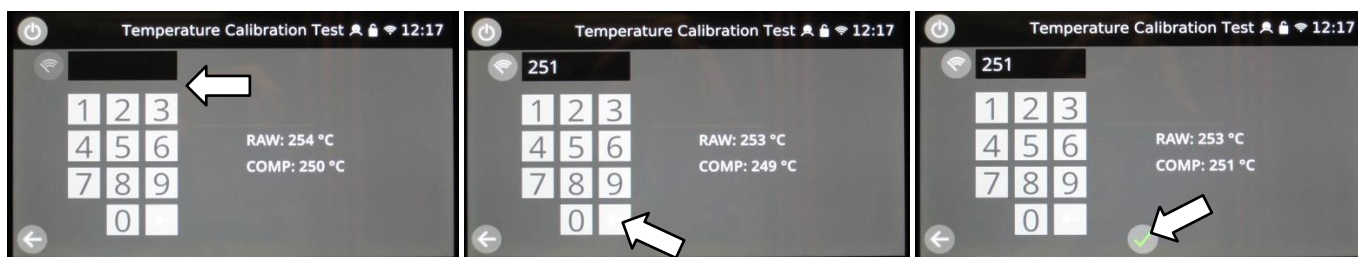 Temperature Calibration Test 12:17
1 2 3
4 5 6
RAW: 254 °C
COMP: 250 °C
7 8 9
0
Temperature Calibration Test 12:17
251
1 2 3
4 5 6
RAW: 253 °C
COMP: 249 °C
7 8 9
0
Temperature Calibration Test 12:17
251
1 2 3
4 5 6
RAW: 253 °C
COMP: 251 °C
7 8 9
0